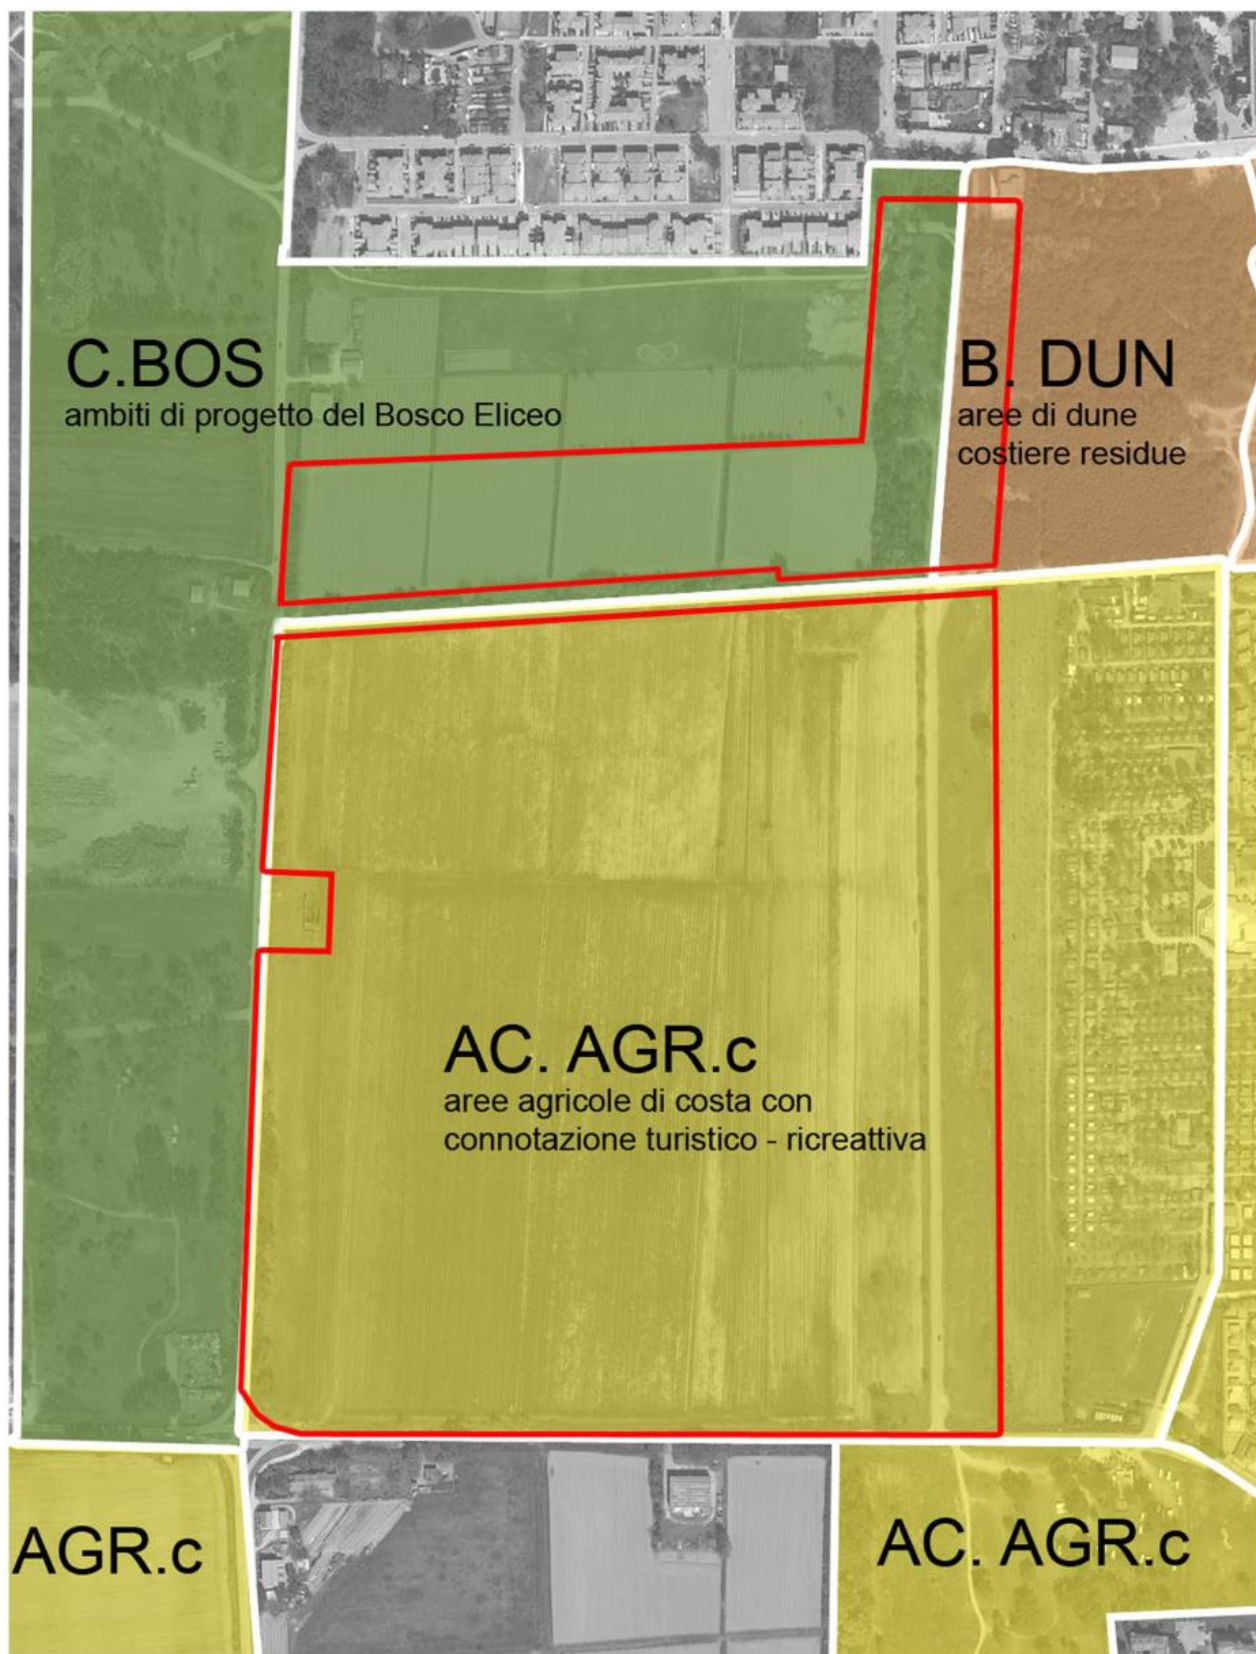 C.BOS
ambiti di progetto del Bosco Eliceo
B. DUN
aree di dune
costiere residue
AC. AGR.c
aree agricole di costa con
connotazione turistico - ricreattiva
AGR.c
AC. AGR.c